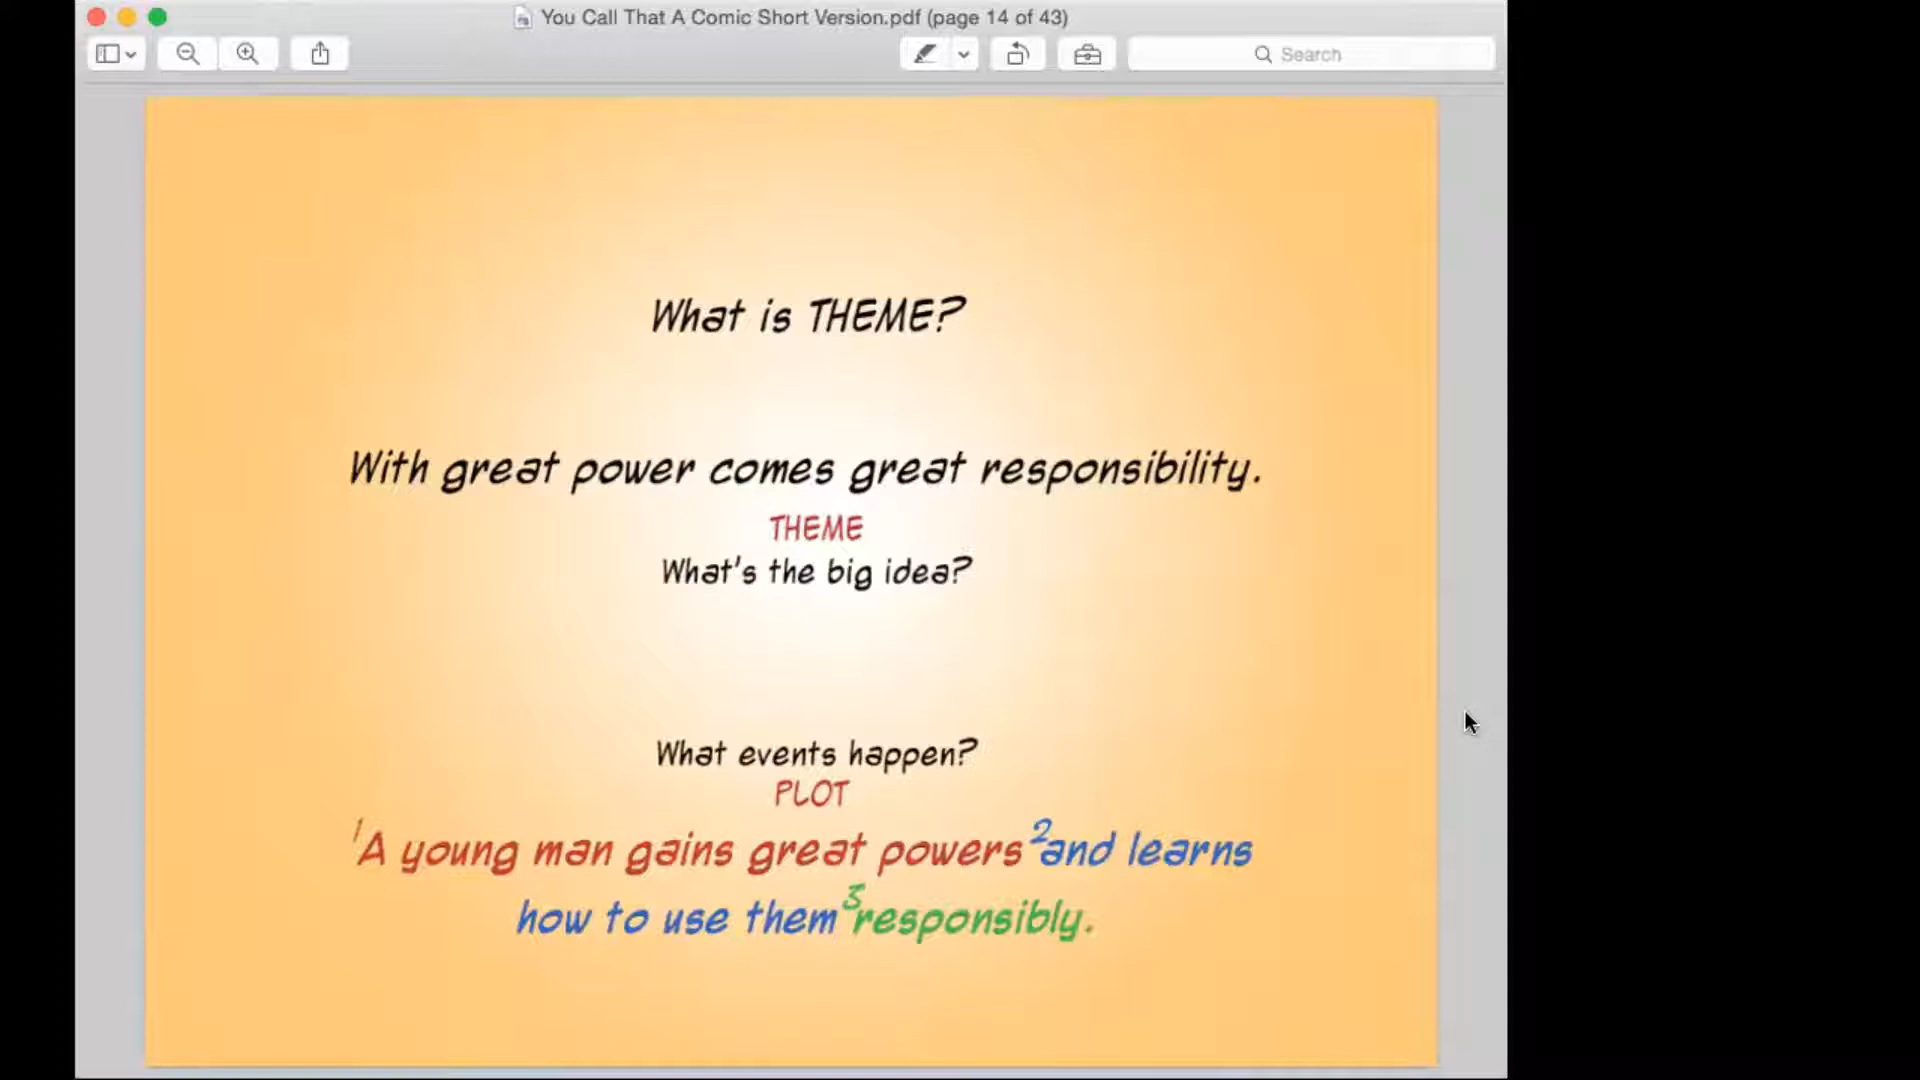 You Call That A Comic Short Version.pdf (page 14 of 43)
Search
What is THEME?
With great power comes great responsibility.
THEME
What's the big idea?
What events happen?
PLOT
1A young man gains great powers 2and learns
how to use them 3responsibly.